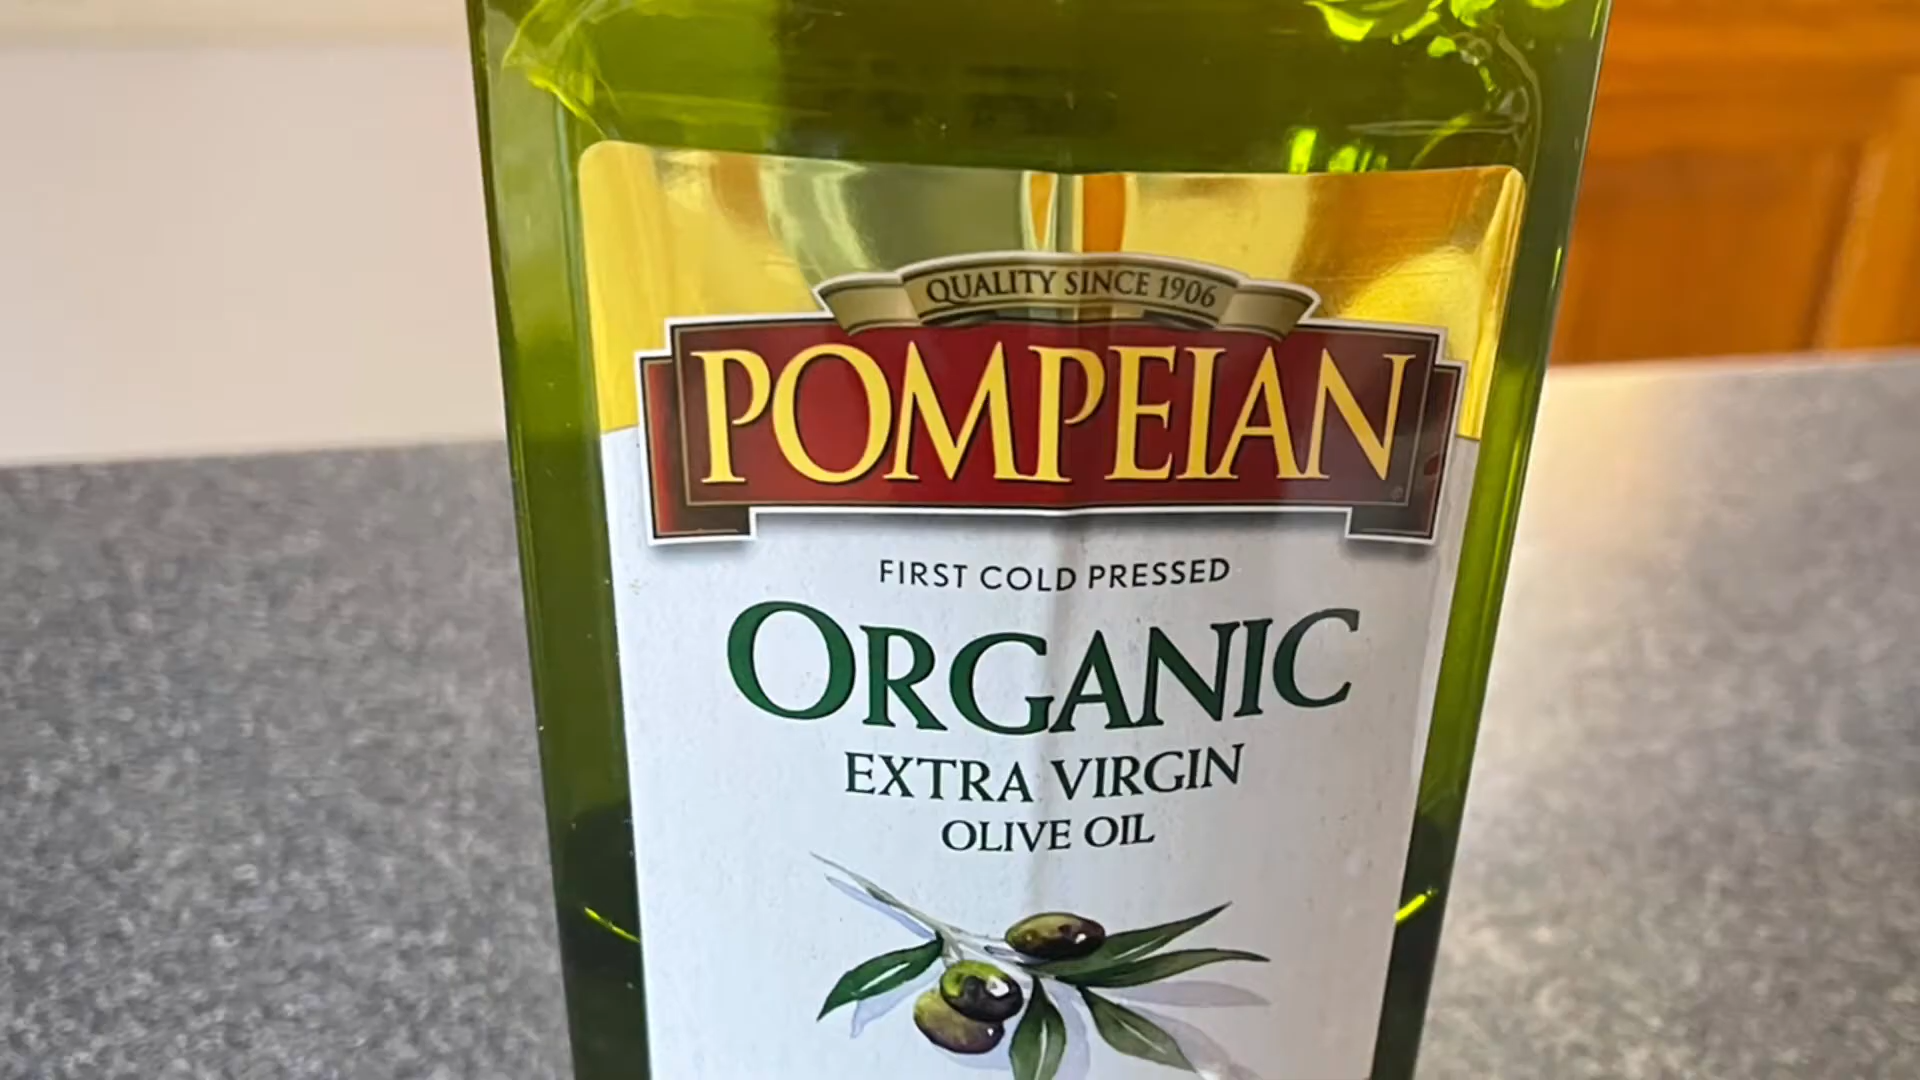 QUALITY SINCE 1906
POMPEIAN
FIRST COLD PRESSED
ORGANIC
EXTRA VIRGIN
OLIVE OIL